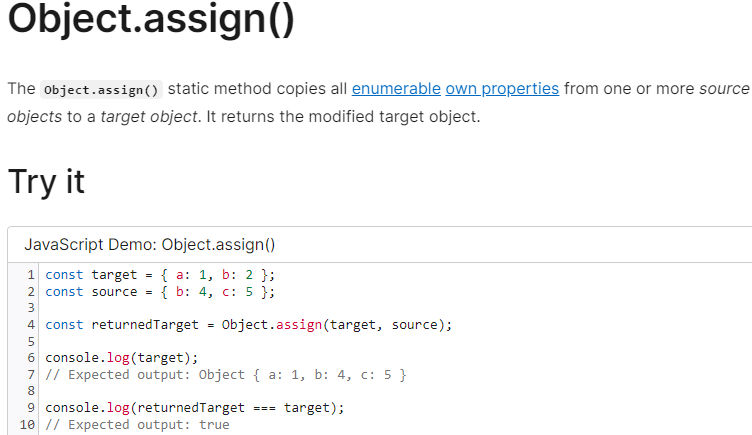 Object.assign()
The Object.assign() static method copies all enumerable own properties from one or more source
objects to a target object. It returns the modified target object.
Try it
JavaScript Demo: Object.assign()
1 const target = { a: 1, b: 2 };
2 const source = { b: 4, c: 5 };
3
4 const returnedTarget = Object.assign(target, source);
5
6 console.log(target);
7 // Expected output: Object { a: 1, b: 4, c: 5 }
8
9 console.log(returnedTarget === target);
10 // Expected output: true